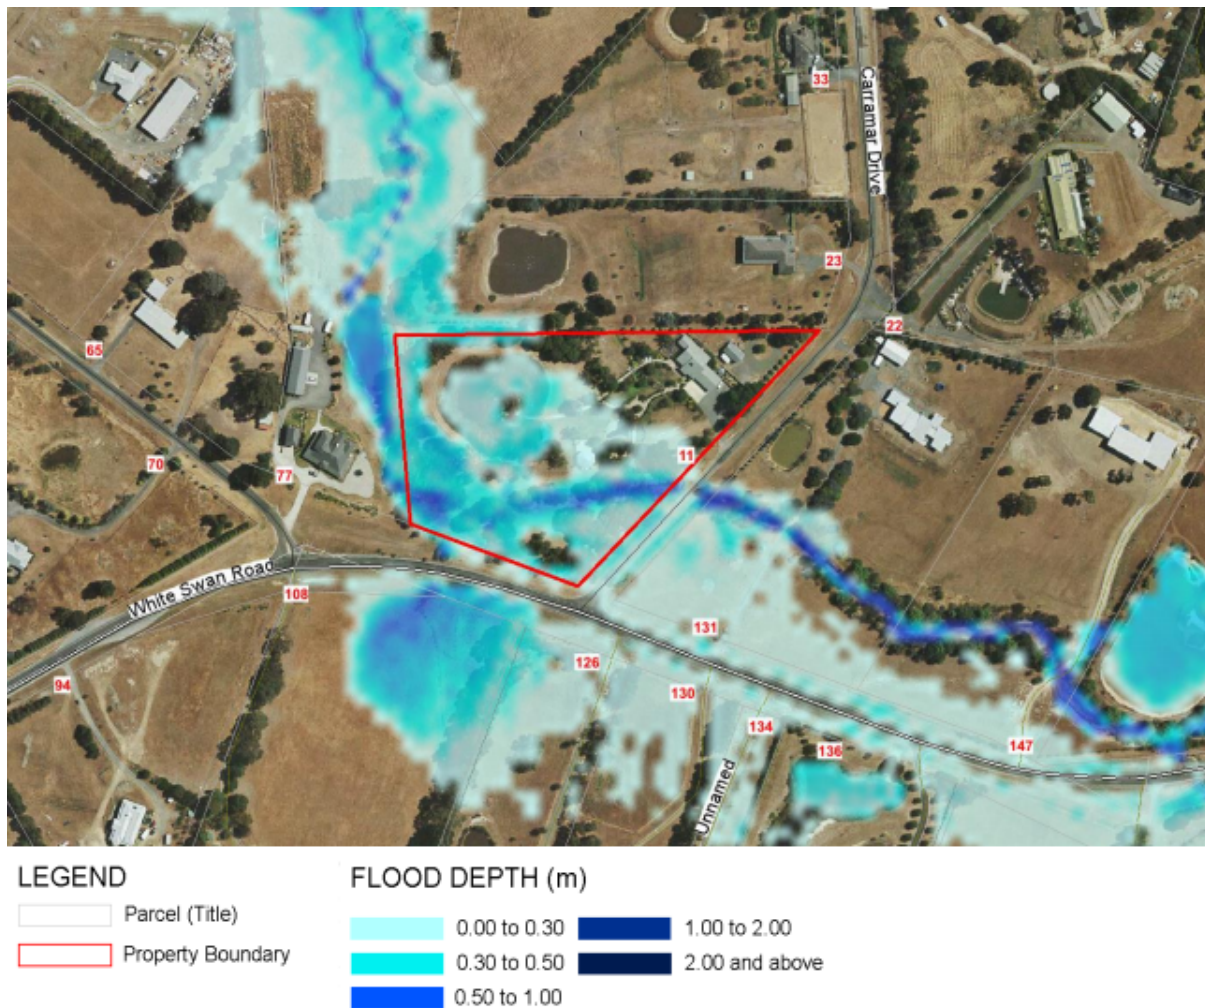 33
Carramar Drive
23
22
65
11
70
77
White Swan Road
108
131
126
94
130
134
147
136
Unnamed
LEGEND
Parcel (Title)
Property Boundary
FLOOD DEPTH (m)
0.00 to 0.30
1.00 to 2.00
0.30 to 0.50
2.00 and above
0.50 to 1.00